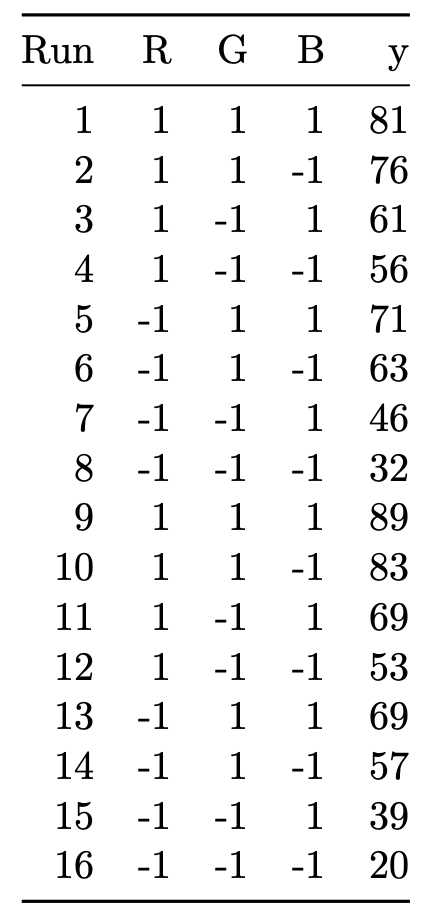 Run R G B y
1 1 1 1 81
2 1 1 -1 76
3 1 -1 1 61
4 1 -1 -1 56
5 -1 1 1 71
6 -1 1 -1 63
7 -1 -1 1 46
8 -1 -1 -1 32
9 1 1 1 89
10 1 1 -1 83
11 1 -1 1 69
12 1 -1 -1 53
13 -1 1 1 69
14 -1 1 -1 57
15 -1 -1 1 39
16 -1 -1 -1 20